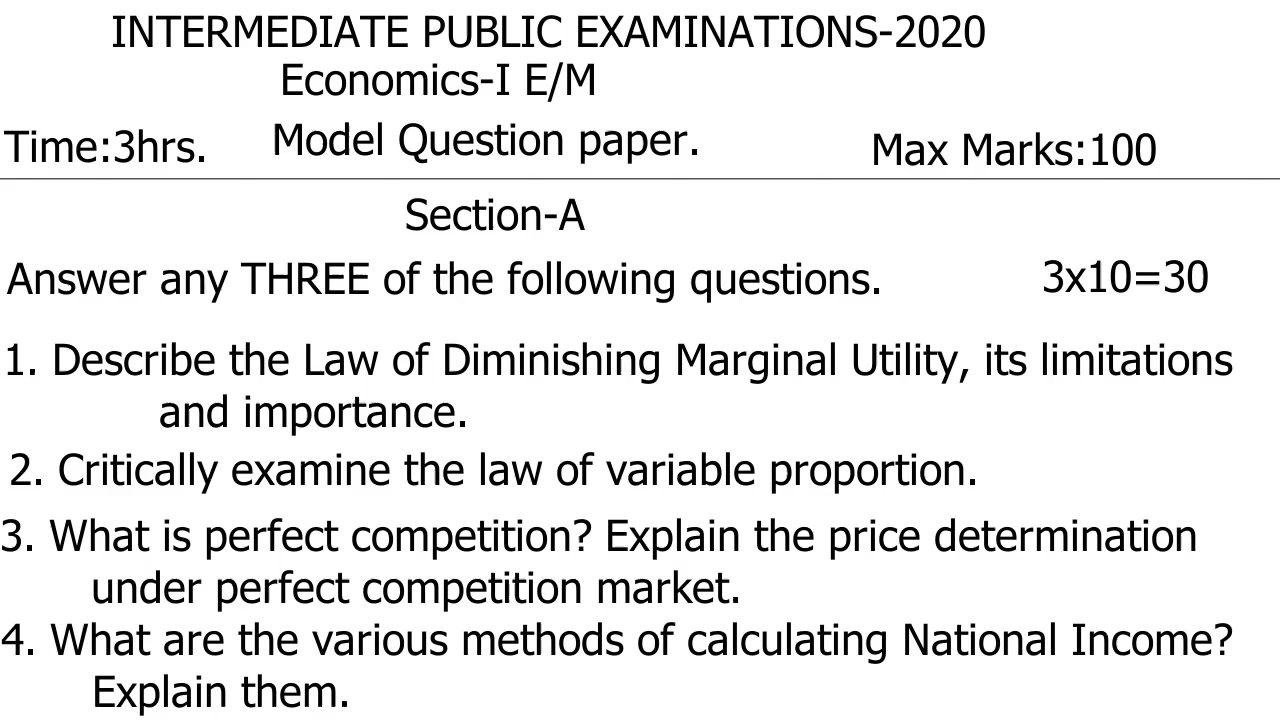 INTERMEDIATE PUBLIC EXAMINATIONS-2020
Economics-I E/M
Time:3hrs. Model Question paper. Max Marks:100
Section-A
Answer any THREE of the following questions. 3x10=30
1. Describe the Law of Diminishing Marginal Utility, its limitations
and importance.
2. Critically examine the law of variable proportion.
3. What is perfect competition? Explain the price determination
under perfect competition market.
4. What are the various methods of calculating National Income?
Explain them.